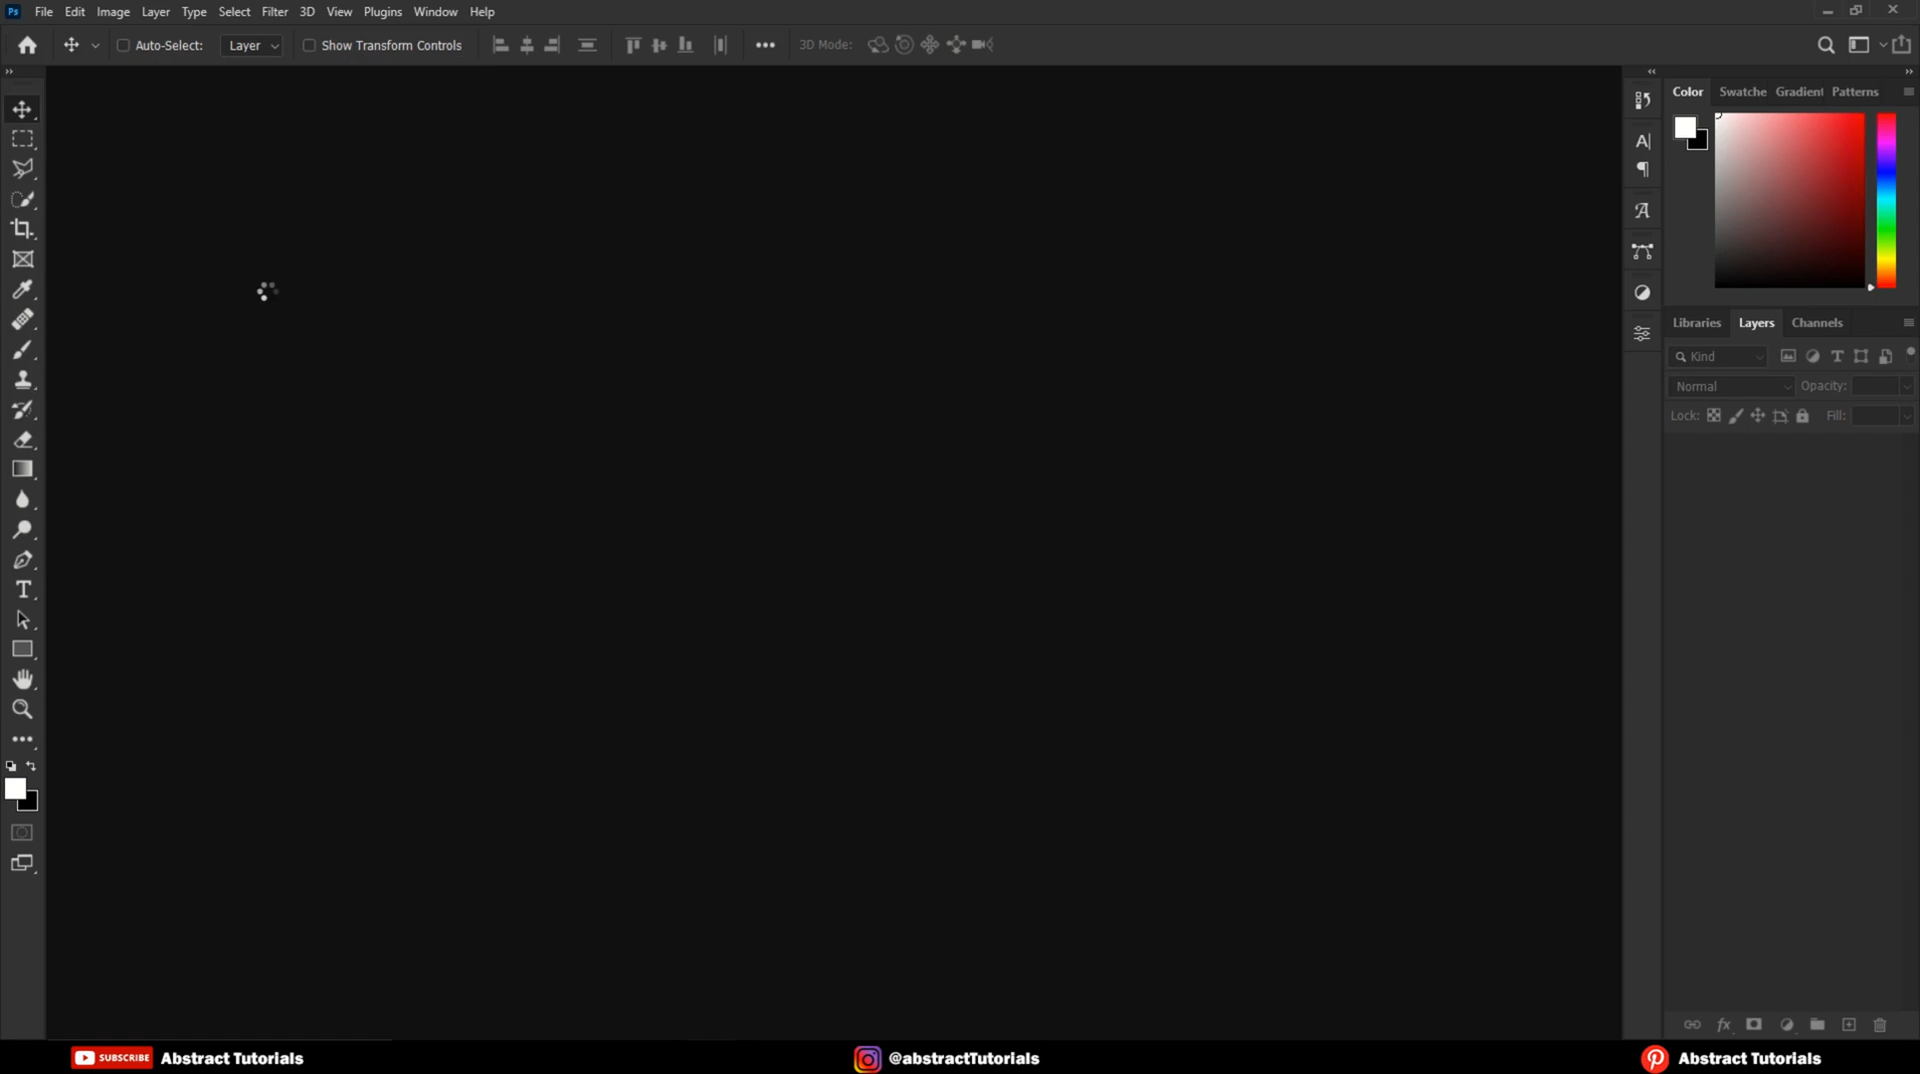 Ps File Edit Image Layer Type Select Filter 3D View Plugins Window Help
Auto-Select: Layer Show Transform Controls 3D Mode:
Color Swatche Gradient Patterns
Libraries Layers Channels
Kind
Normal Opacity:
Lock: Fill:
SUBSCRIBE Abstract Tutorials @abstractTutorials Abstract Tutorials